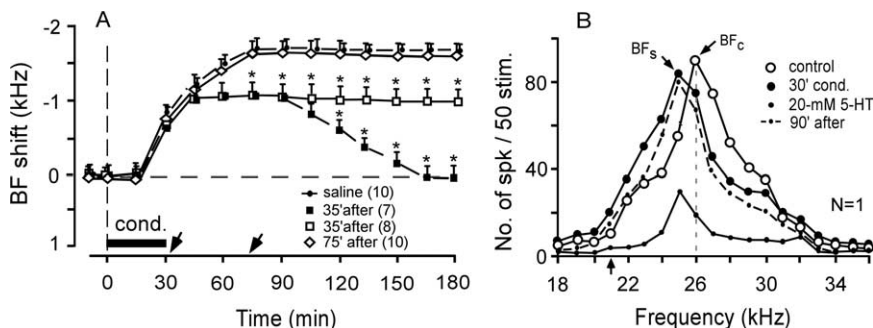 A
BF shift (kHz)
-2
-1
0
1
cond.
saline (10)
35'after (7)
35'after (8)
75' after (10)
* * * * * * * *
* * * * * *
0 30 60 90 120 150 180
Time (min)
B
No. of spk / 50 stim.
80
40
0
BFs
BFc
control
30' cond.
20-mM 5-HT
90' after
N=1
18 22 26 30 34
Frequency (kHz)